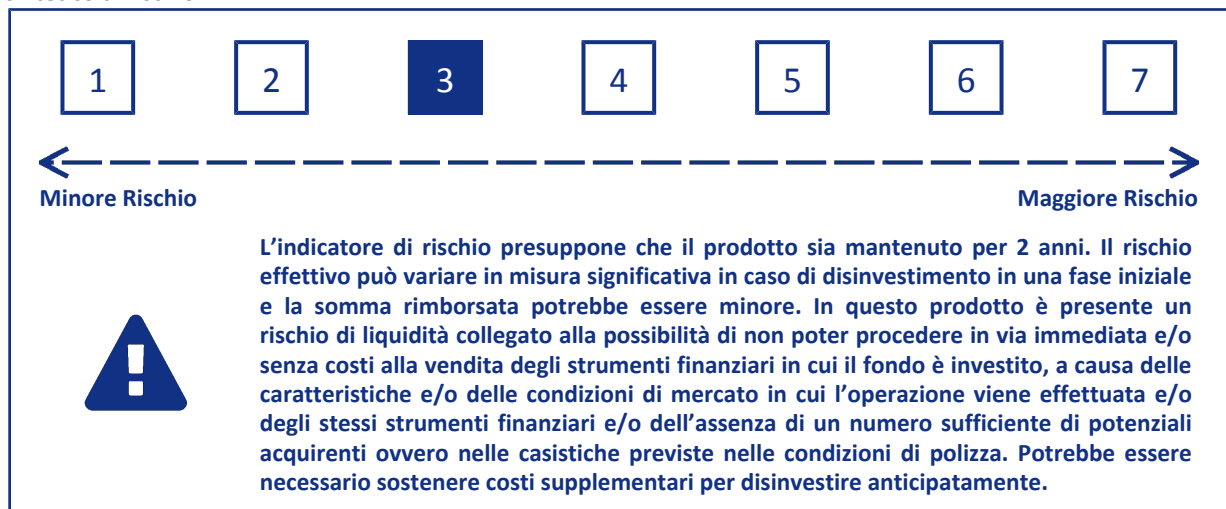 1 2 3 4 5 6 7
Minore Rischio Maggiore Rischio
L'indicatore di rischio presuppone che il prodotto sia mantenuto per 2 anni. Il rischio
effettivo può variare in misura significativa in caso di disinvestimento in una fase iniziale
e la somma rimborsata potrebbe essere minore. In questo prodotto è presente un
rischio di liquidità collegato alla possibilità di non poter procedere in via immediata e/o
senza costi alla vendita degli strumenti finanziari in cui il fondo è investito, a causa delle
caratteristiche e/o delle condizioni di mercato in cui l'operazione viene effettuata e/o
degli stessi strumenti finanziari e/o dell'assenza di un numero sufficiente di potenziali
acquirenti ovvero nelle casistiche previste nelle condizioni di polizza. Potrebbe essere
necessario sostenere costi supplementari per disinvestire anticipatamente.